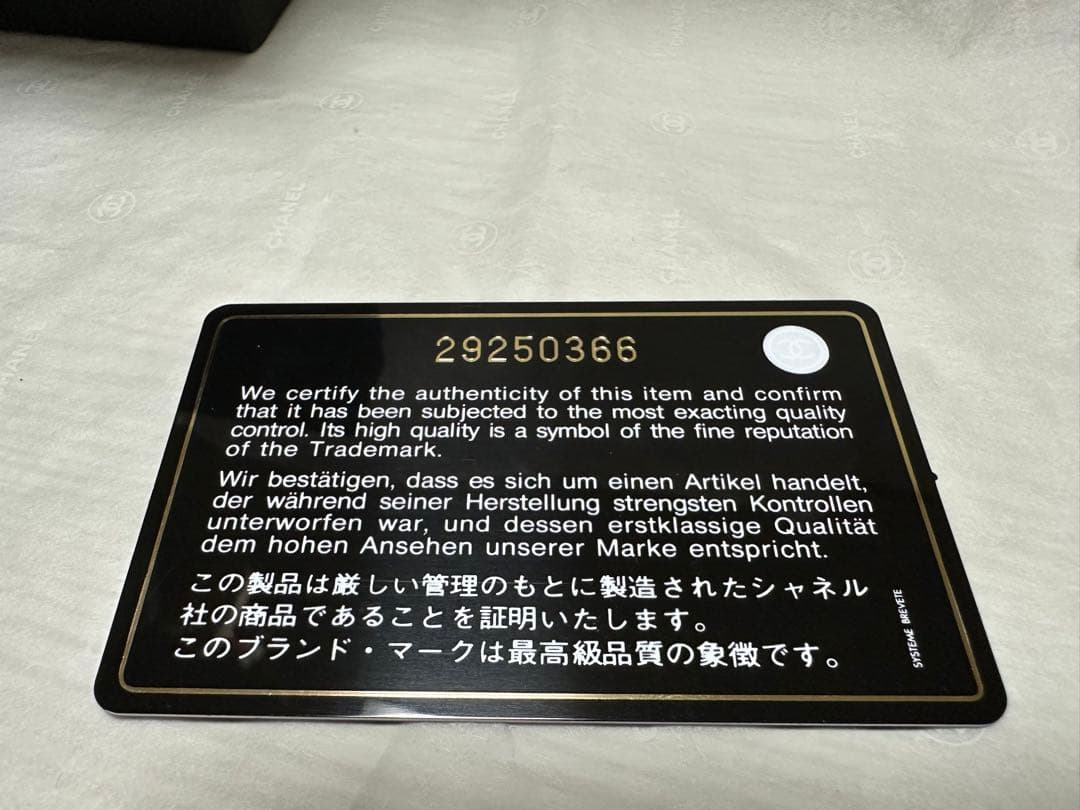 CHANEL
CHANEL
CHANEL
CHANEL
CHANEL
CHANEL
29250366
We certify the authenticity of this item and confirm
that it has been subjected to the most exacting quality
control. Its high quality is a symbol of the fine reputation
of the Trademark.
Wir bestätigen, dass es sich um einen Artikel handelt,
der während seiner Herstellung strengsten Kontrollen
unterworfen war, und dessen erstklassige Qualität
dem hohen Ansehen unserer Marke entspricht.
この製品は厳しい管理のもとに製造されたシャネル
社の商品であることを証明いたします。
このブランド・マークは最高級品質の象徴です。
SYSTEME BREVETE